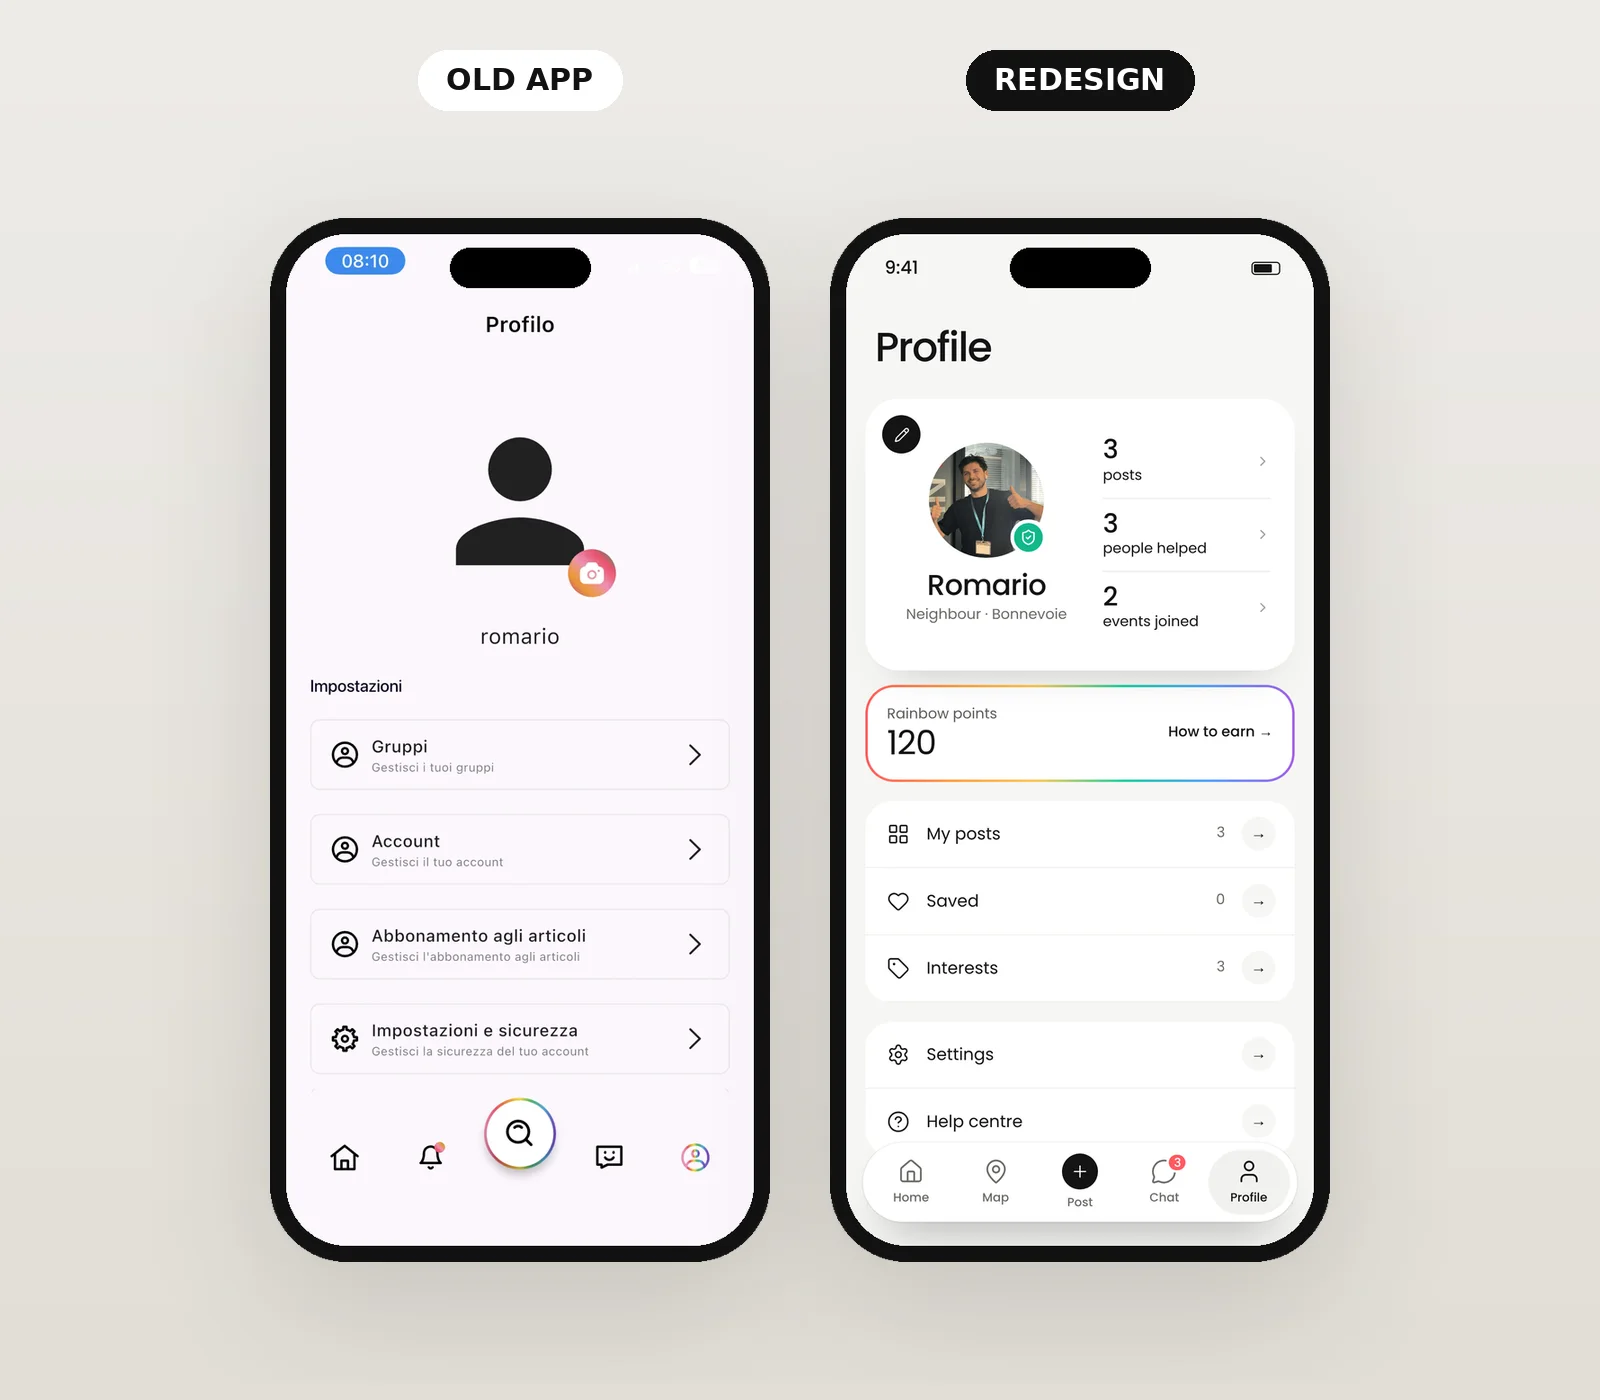 OLD APP
REDESIGN
08:10
Profilo
romario
Impostazioni
Gruppi
Gestisci i tuoi gruppi
Account
Gestisci il tuo account
Abbonamento agli articoli
Gestisci l'abbonamento agli articoli
Impostazioni e sicurezza
Gestisci la sicurezza del tuo account
9:41
Profile
Romario
Neighbour · Bonnevoie
3
posts
3
people helped
2
events joined
Rainbow points
120
How to earn →
My posts 3 →
Saved 0 →
Interests 3 →
Settings →
Help centre →
Home
Map
Post
3
Chat
Profile